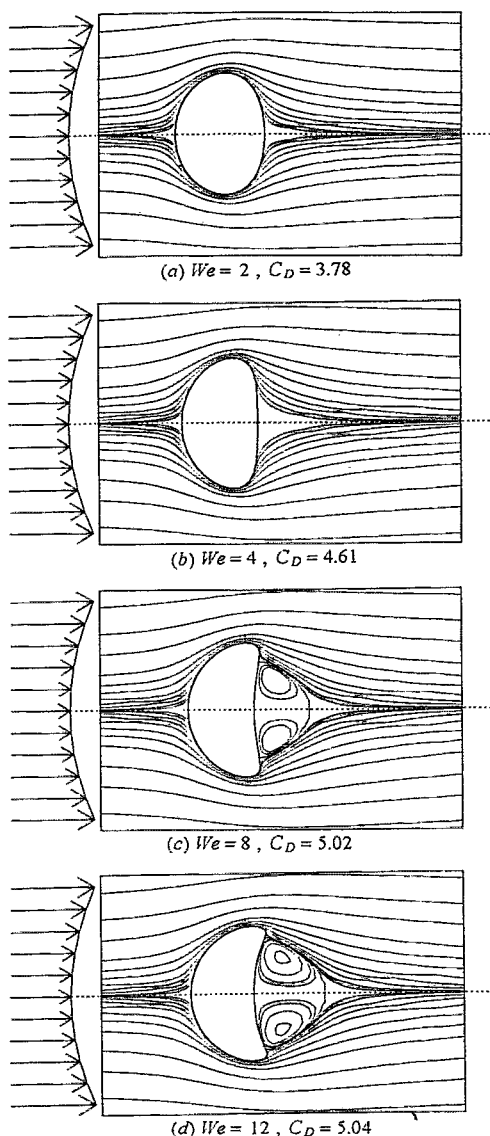 (a) We = 2 , C_D = 3.78
(b) We = 4 , C_D = 4.61
(c) We = 8 , C_D = 5.02
(d) We = 12 , C_D = 5.04